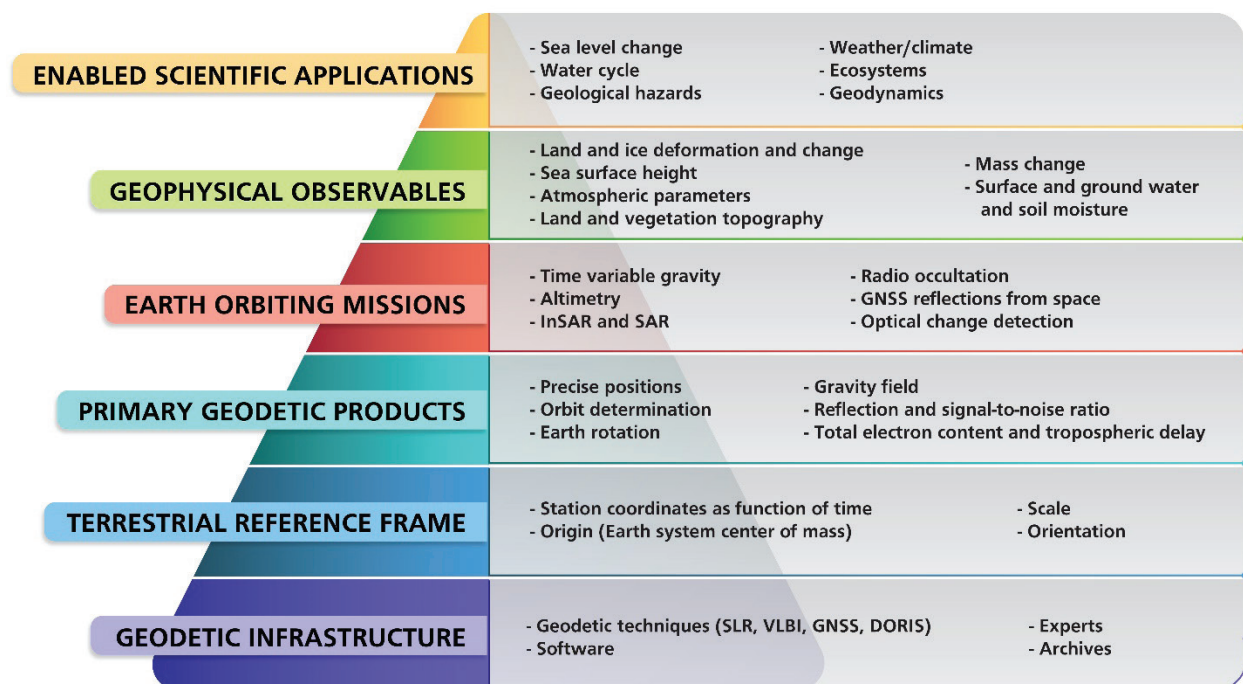 ENABLED SCIENTIFIC APPLICATIONS
- Sea level change
- Water cycle
- Geological hazards
- Weather/climate
- Ecosystems
- Geodynamics
GEOPHYSICAL OBSERVABLES
- Land and ice deformation and change
- Sea surface height
- Atmospheric parameters
- Land and vegetation topography
- Mass change
- Surface and ground water
and soil moisture
EARTH ORBITING MISSIONS
- Time variable gravity
- Altimetry
- InSAR and SAR
- Radio occultation
- GNSS reflections from space
- Optical change detection
PRIMARY GEODETIC PRODUCTS
- Precise positions
- Orbit determination
- Earth rotation
- Gravity field
- Reflection and signal-to-noise ratio
- Total electron content and tropospheric delay
TERRESTRIAL REFERENCE FRAME
- Station coordinates as function of time
- Origin (Earth system center of mass)
- Scale
- Orientation
GEODETIC INFRASTRUCTURE
- Geodetic techniques (SLR, VLBI, GNSS, DORIS)
- Software
- Experts
- Archives